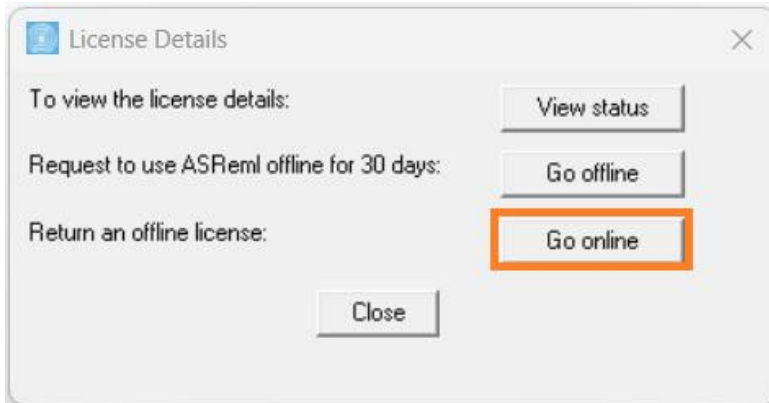 License Details
To view the license details: View status
Request to use ASReml offline for 30 days: Go offline
Return an offline license: Go online
Close